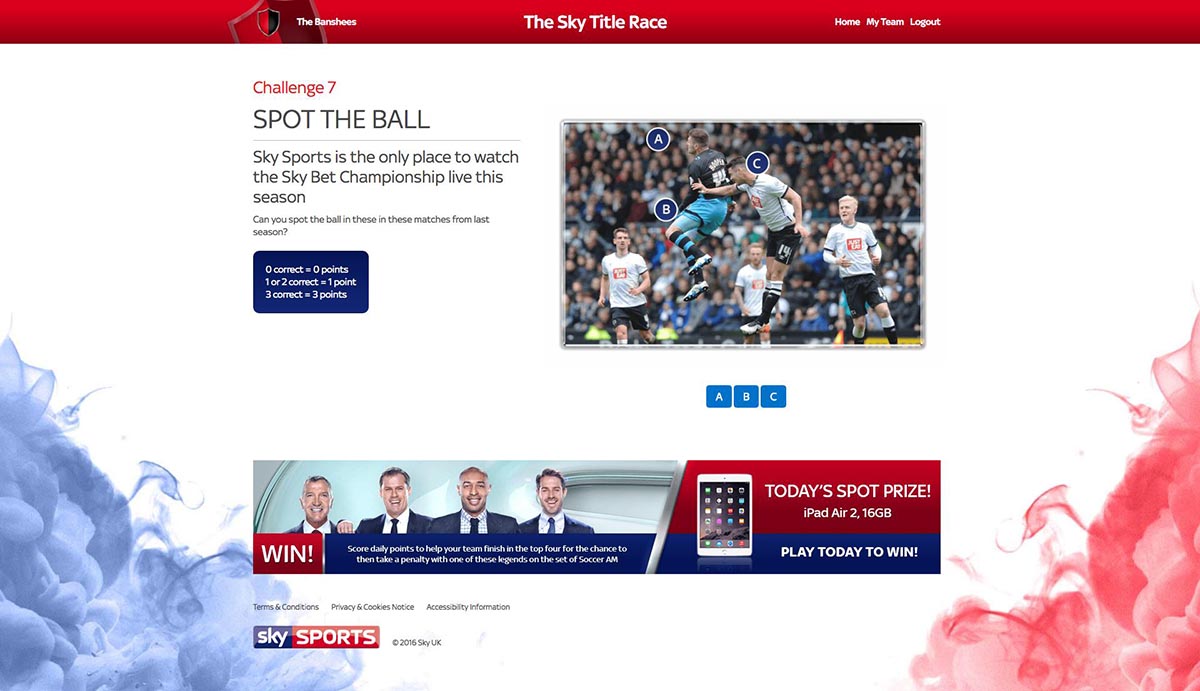 The Banshees
The Sky Title Race
Home My Team Logout
Challenge 7
SPOT THE BALL
Sky Sports is the only place to watch
the Sky Bet Championship live this
season
Can you spot the ball in these in these matches from last
season?
0 correct = 0 points
1 or 2 correct = 1 point
3 correct = 3 points
A
B
C
JUST
EAT
14
JUST
EAT
A B C
WIN!
Score daily points to help your team finish in the top four for the chance to
then take a penalty with one of these legends on the set of Soccer AM
TODAY'S SPOT PRIZE!
iPad Air 2, 16GB
PLAY TODAY TO WIN!
Terms & Conditions Privacy & Cookies Notice Accessibility Information
sky SPORTS
© 2016 Sky UK